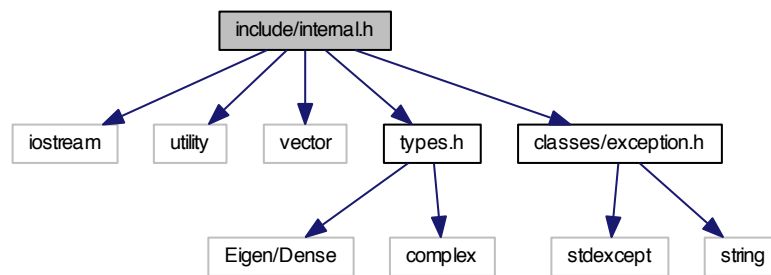 include/internal.h
iostream
utility
vector
types.h
classes/exception.h
Eigen/Dense
complex
stdexcept
string